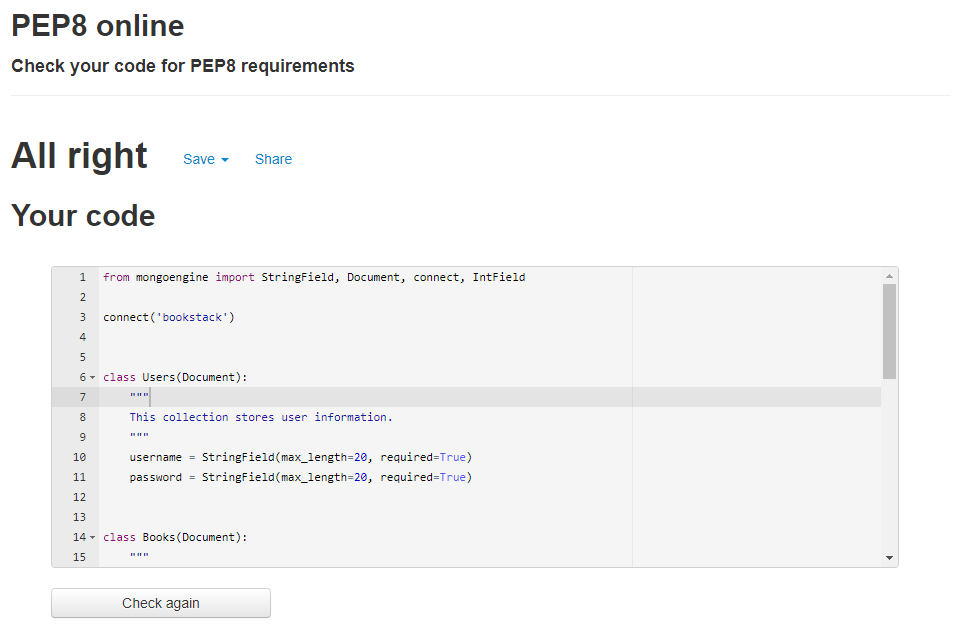 PEP8 online
Check your code for PEP8 requirements
All right Save Share
Your code
1 from mongoengine import StringField, Document, connect, IntField
2
3 connect('bookstack')
4
5
6 class Users(Document):
7 """
8 This collection stores user information.
9 """
10 username = StringField(max_length=20, required=True)
11 password = StringField(max_length=20, required=True)
12
13
14 class Books(Document):
15 """
Check again